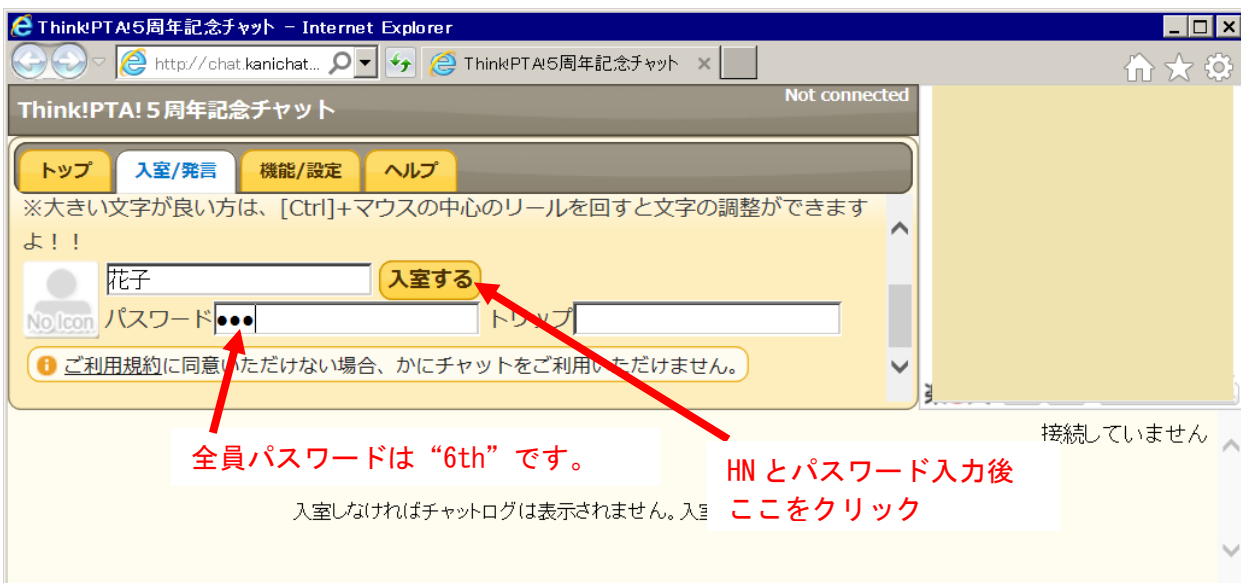 Think!PTA!5周年記念チャット - Internet Explorer
http://chat.kanichat... Think!PTA!5周年記念チャット
Think!PTA!５周年記念チャット
Not connected
トップ 入室/発言 機能/設定 ヘルプ
※大きい文字が良い方は、[Ctrl]+マウスの中心のリールを回すと文字の調整ができます
よ！！
花子 入室する
No Icon パスワード●●● トリップ
ご利用規約に同意いただけない場合、かにチャットをご利用いただけません。
接続していません
全員パスワードは“6th”です。
HNとパスワード入力後
ここをクリック
入室しなければチャットログは表示されません。入室